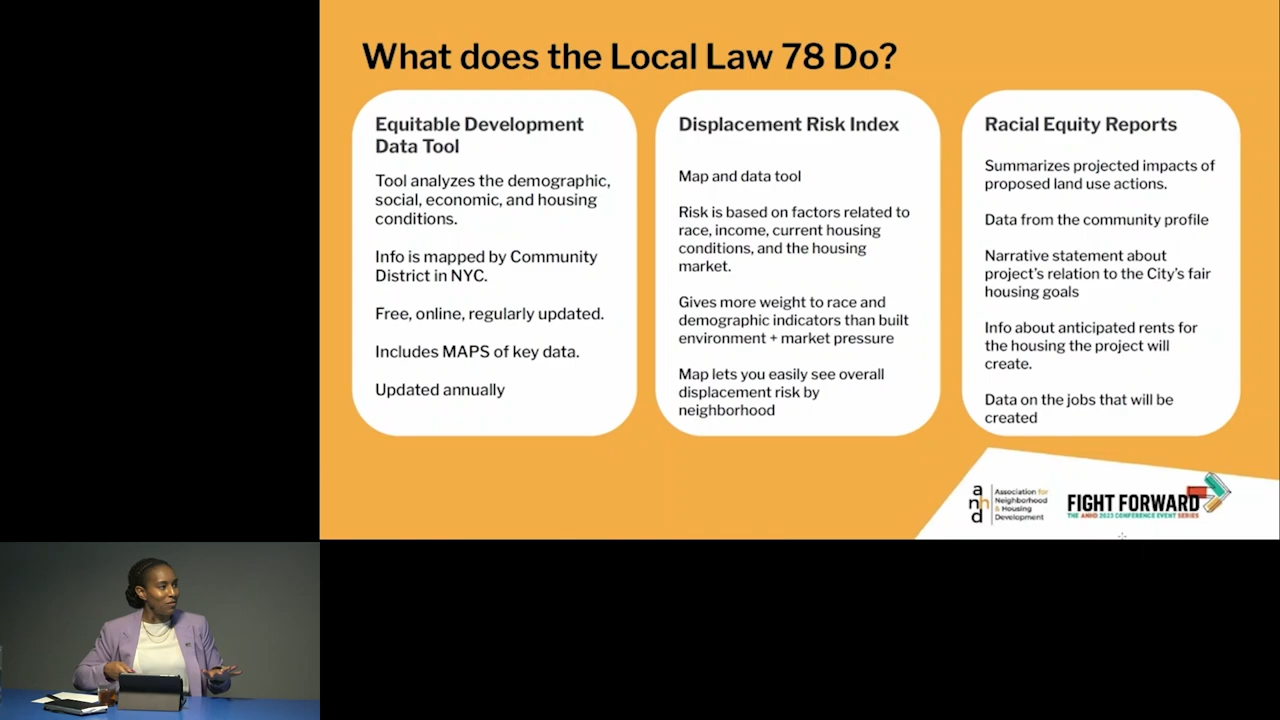 What does the Local Law 78 Do?
Equitable Development
Data Tool
Tool analyzes the demographic,
social, economic, and housing
conditions.
Info is mapped by Community
District in NYC.
Free, online, regularly updated.
Includes MAPS of key data.
Updated annually
Displacement Risk Index
Map and data tool
Risk is based on factors related to
race, income, current housing
conditions, and the housing
market.
Gives more weight to race and
demographic indicators than built
environment + market pressure
Map lets you easily see overall
displacement risk by
neighborhood
Racial Equity Reports
Summarizes projected impacts of
proposed land use actions.
Data from the community profile
Narrative statement about
project's relation to the City's fair
housing goals
Info about anticipated rents for
the housing the project will
create.
Data on the jobs that will be
created
a
nh
d
Association for
Neighborhood
& Housing
Development
FIGHT FORWARD
THE ANHD 2023 CONFERENCE EVENT SERIES